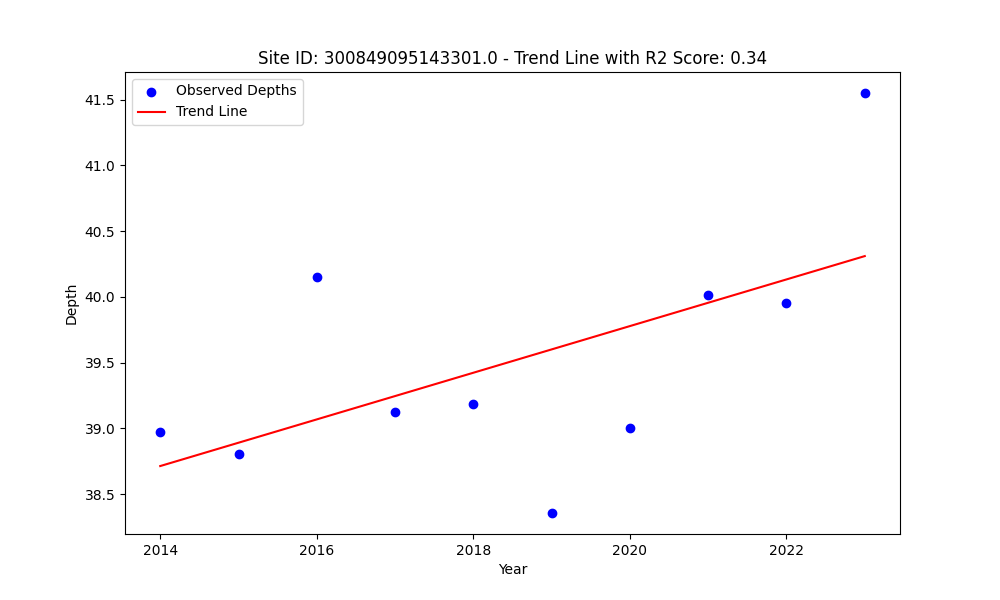 Site ID: 300849095143301.0 - Trend Line with R2 Score: 0.34
Observed Depths
Trend Line
41.5
41.0
40.5
40.0
39.5
39.0
38.5
Depth
2014
2016
2018
2020
2022
Year